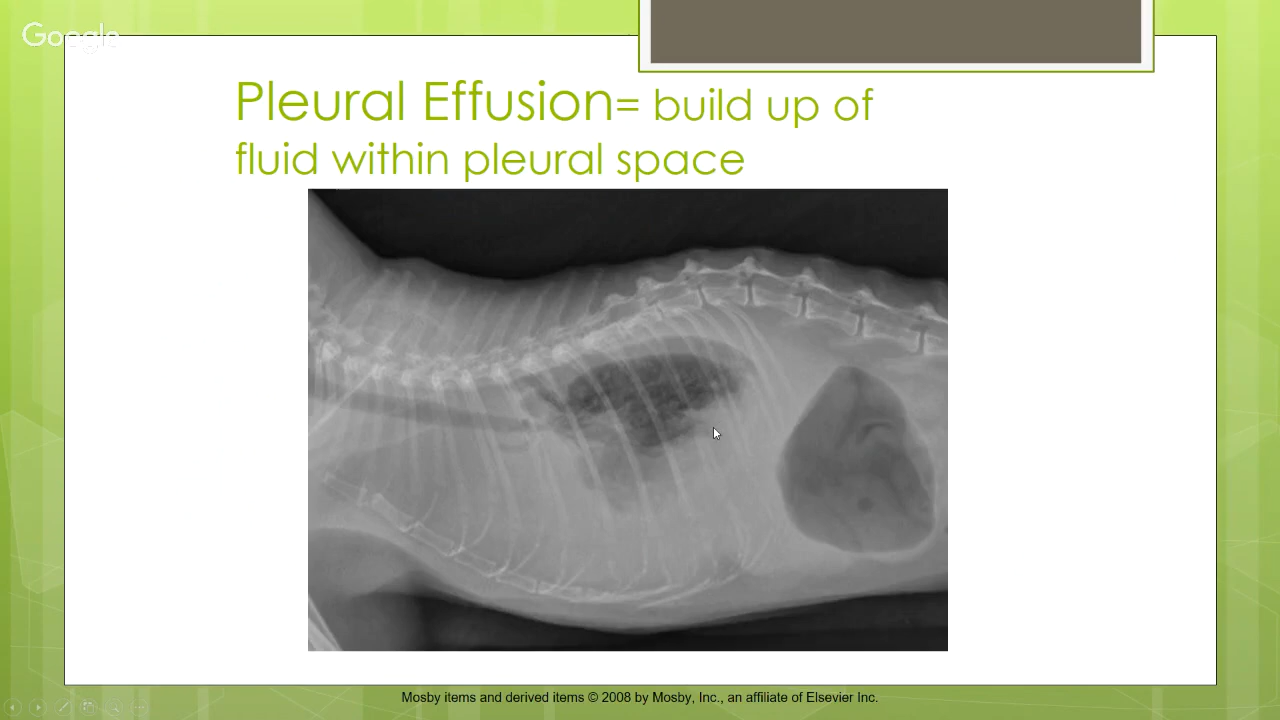 Google
Pleural Effusion= build up of
fluid within pleural space
Mosby items and derived items © 2008 by Mosby, Inc., an affiliate of Elsevier Inc.